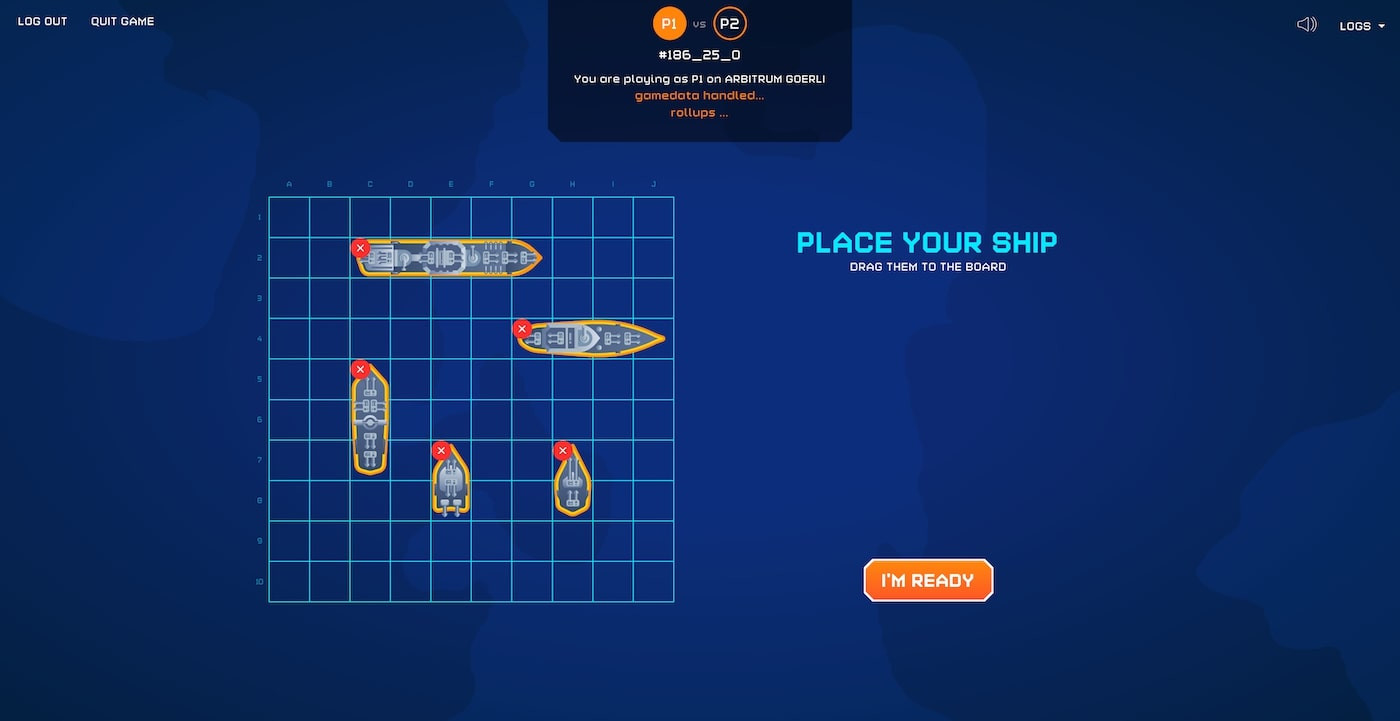 LOG OUT QUIT GAME
P1 vs P2
LOGS
#186_25_0
You are playing as P1 on ARBITRUM GOERLI
gamedata handled...
rollups ...
A B C D E F G H I J
1
2
3
4
5
6
7
8
9
10
PLACE YOUR SHIP
DRAG THEM TO THE BOARD
I'M READY